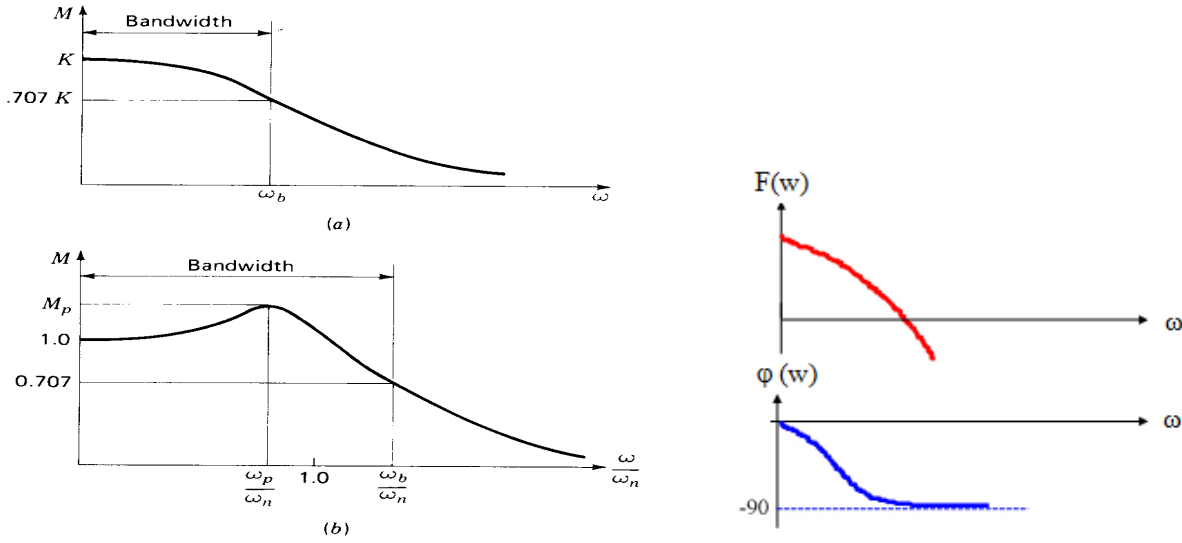 M
Bandwidth
K
.707 K
ω_b
ω
(a)
M
Bandwidth
M_p
1.0
0.707
ω_p/ω_n
1.0
ω_b/ω_n
ω/ω_n
(b)
F(w)
ω
φ (w)
ω
-90